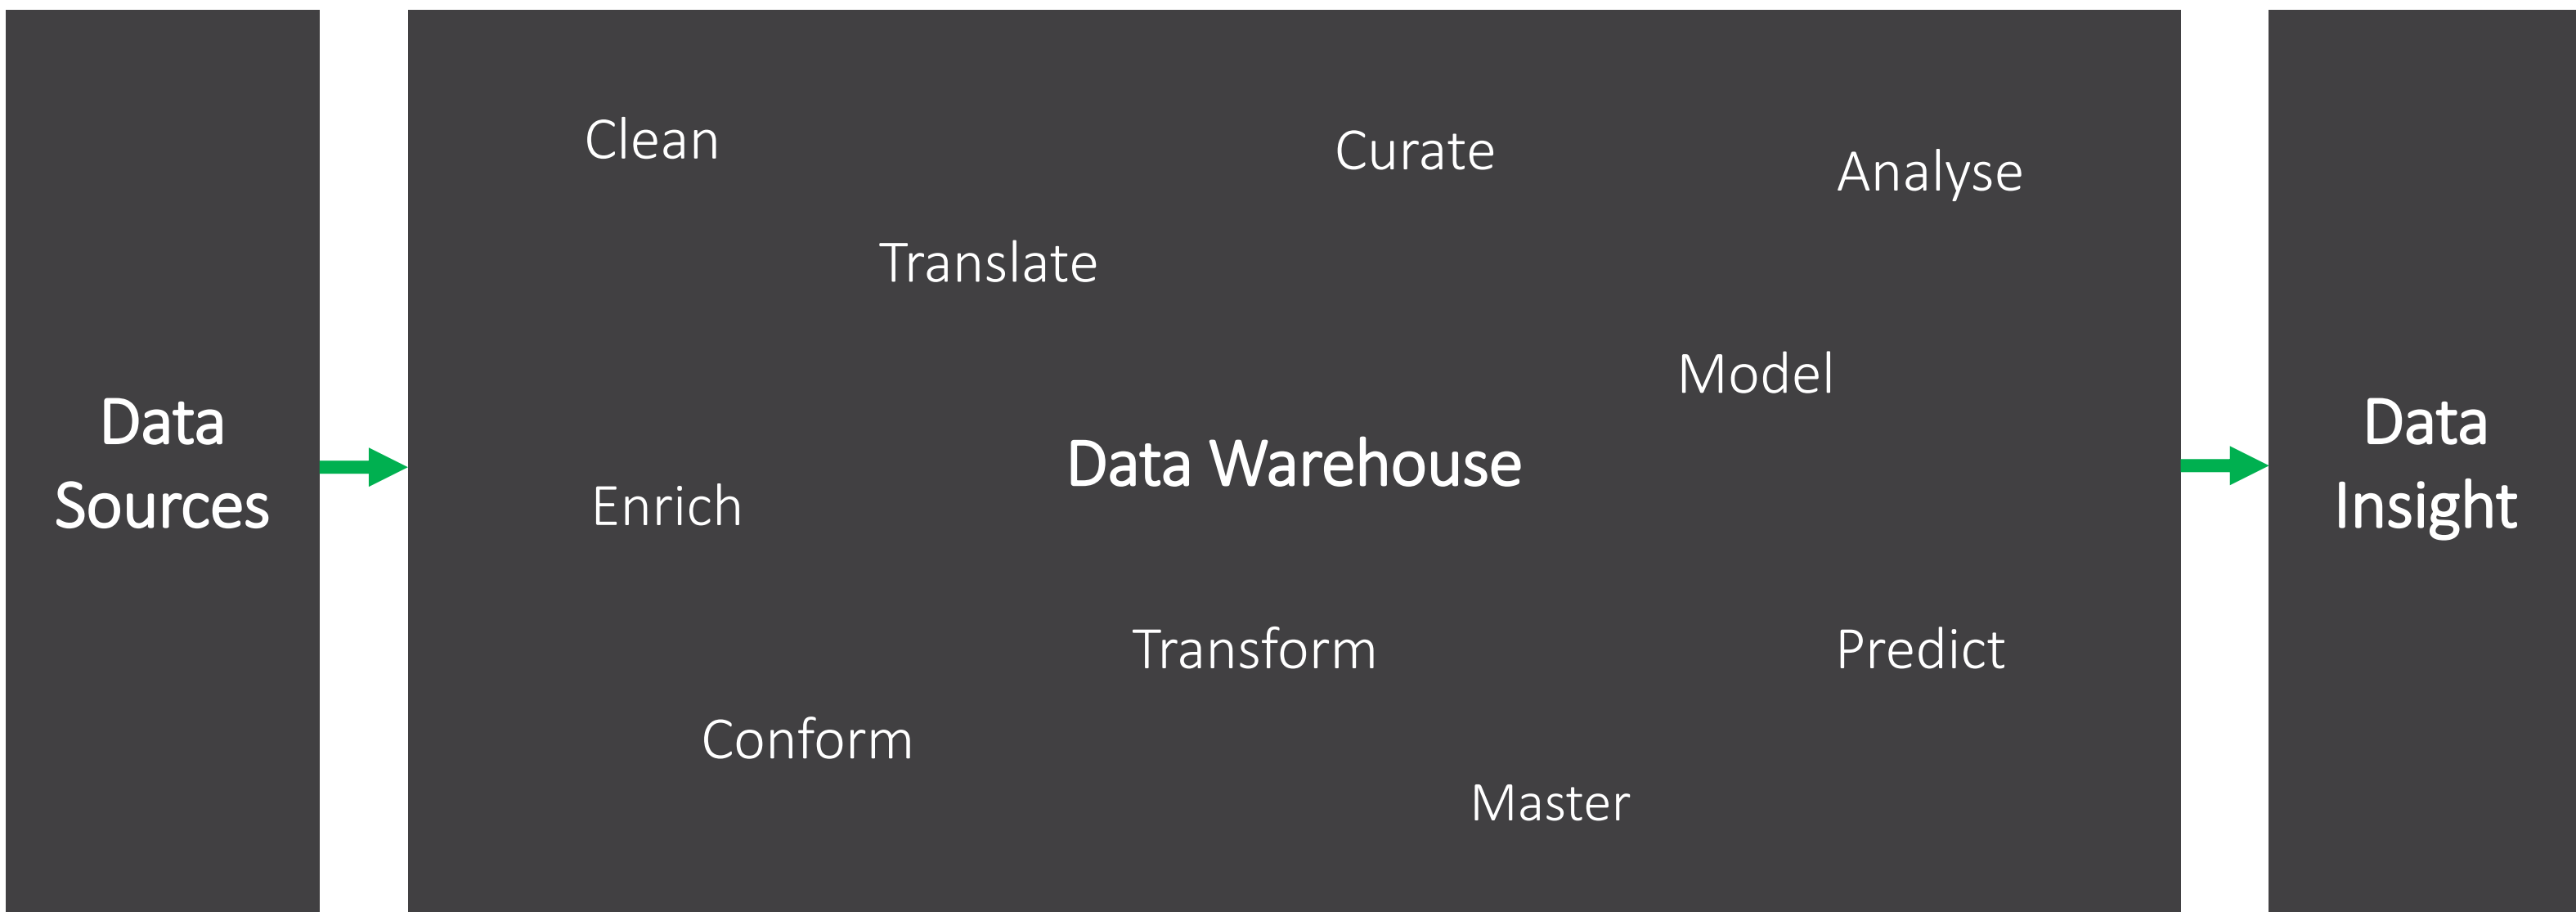 Data
Sources
Clean
Curate
Analyse
Translate
Model
Data Warehouse
Enrich
Transform
Predict
Conform
Master
Data
Insight